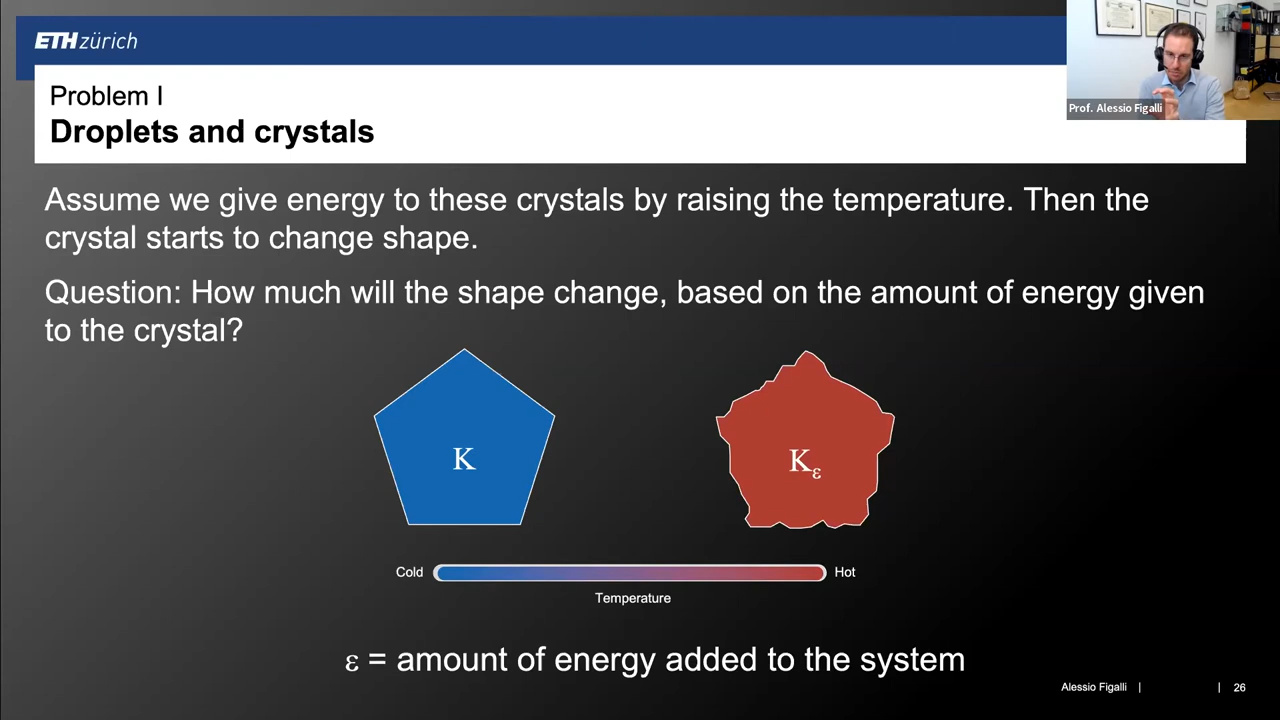 ETH zürich
Prof. Alessio Figalli
Problem I
Droplets and crystals
Assume we give energy to these crystals by raising the temperature. Then the
crystal starts to change shape.
Question: How much will the shape change, based on the amount of energy given
to the crystal?
K
Kε
Cold
Hot
Temperature
ε = amount of energy added to the system
Alessio Figalli | | 26